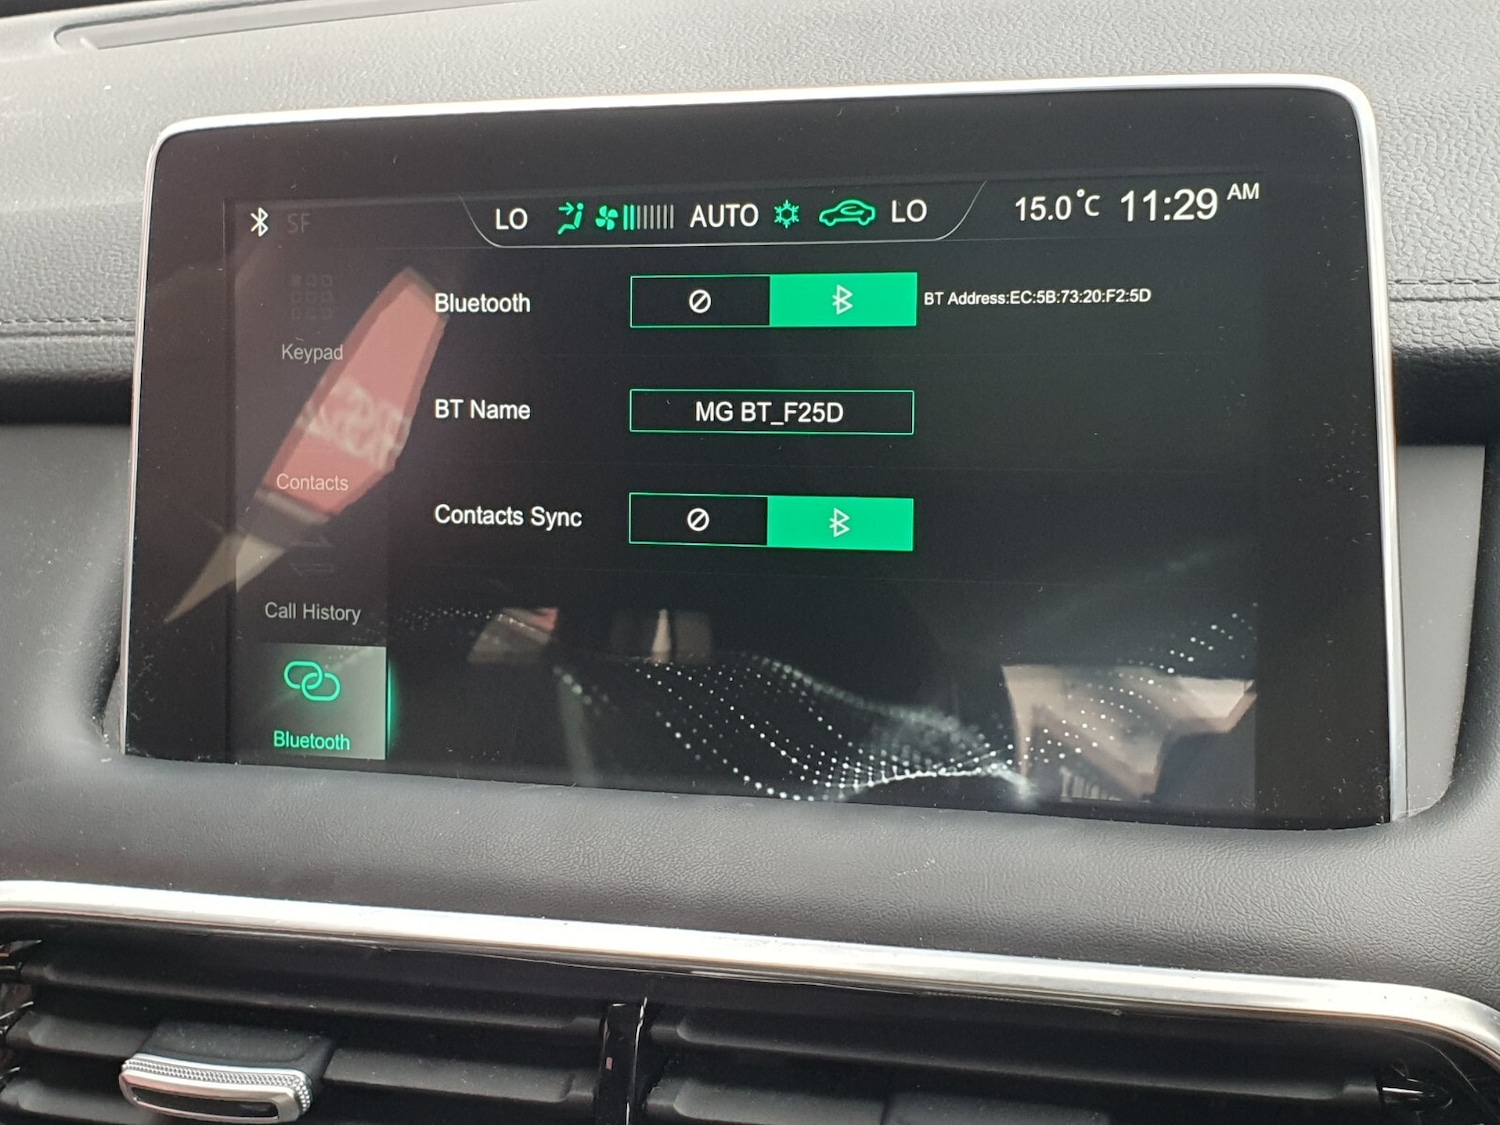 SF
LO AUTO LO 15.0°C 11:29 AM
Bluetooth BT Address:EC:5B:73:20:F2:5D
Keypad
BT Name MG BT_F25D
Contacts
Contacts Sync
Call History
Bluetooth